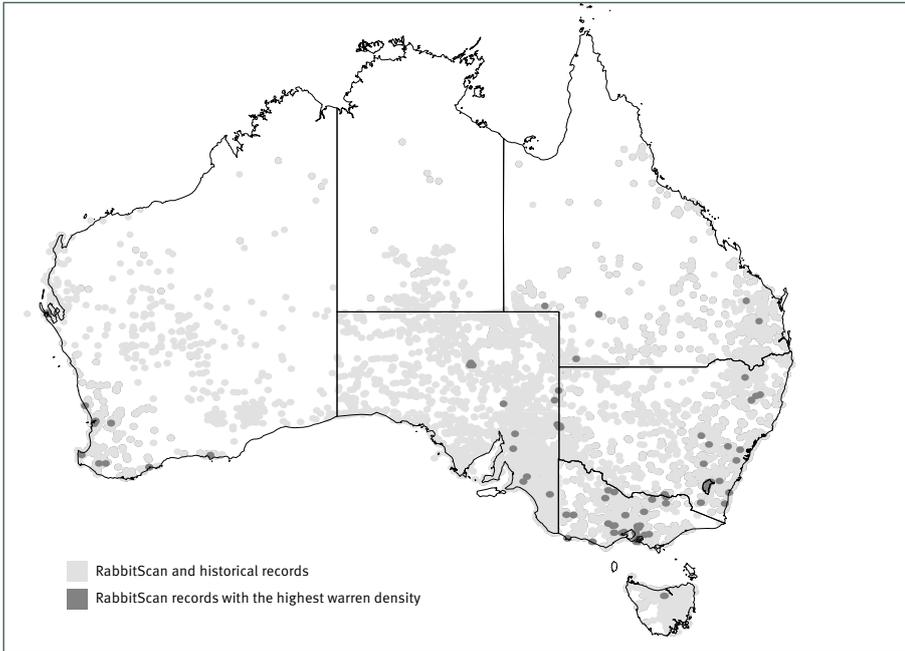 RabbitScan and historical records
RabbitScan records with the highest warren density